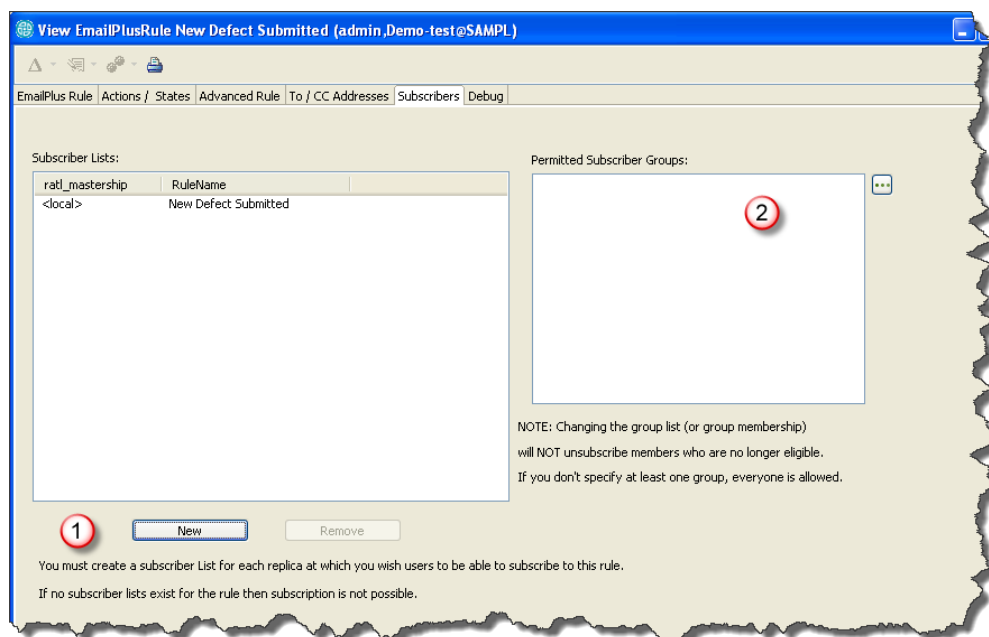 View EmailPlusRule New Defect Submitted (admin,Demo-test@SAMPL)
EmailPlus Rule Actions / States Advanced Rule To / CC Addresses Subscribers Debug
Subscriber Lists:
ratl_mastership RuleName
<local> New Defect Submitted
Permitted Subscriber Groups:
2
NOTE: Changing the group list (or group membership)
will NOT unsubscribe members who are no longer eligible.
If you don't specify at least one group, everyone is allowed.
1
New Remove
You must create a subscriber List for each replica at which you wish users to be able to subscribe to this rule.
If no subscriber lists exist for the rule then subscription is not possible.